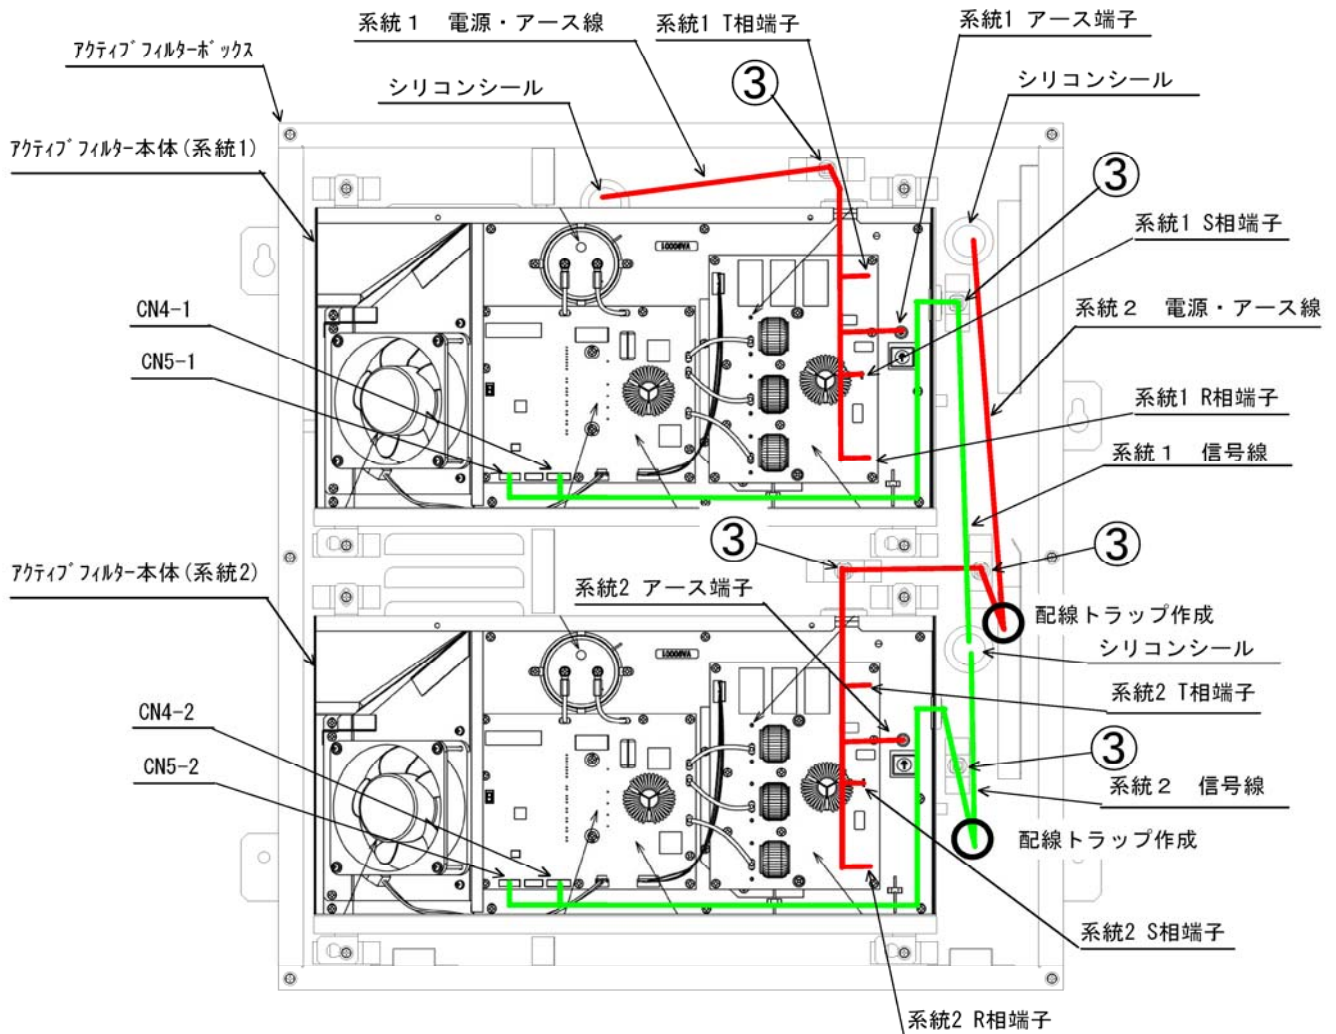 系統１　電源・アース線
系統1 T相端子
系統1 アース端子
ｱｸﾃｨﾌﾞﾌｨﾙﾀｰﾎﾞｯｸｽ
シリコンシール
③
シリコンシール
ｱｸﾃｨﾌﾞﾌｨﾙﾀｰ本体(系統1)
③
系統1 S相端子
CN4-1
系統２　電源・アース線
CN5-1
系統1 R相端子
系統１　信号線
③
③
ｱｸﾃｨﾌﾞﾌｨﾙﾀｰ本体(系統2)
系統2 アース端子
配線トラップ作成
シリコンシール
系統2 T相端子
CN4-2
③
CN5-2
系統２　信号線
配線トラップ作成
系統2 S相端子
系統2 R相端子